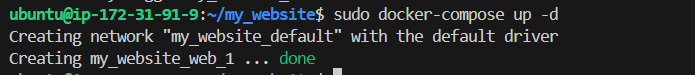 ubuntu@ip-172-31-91-9:~/my_website$ sudo docker-compose up -d
Creating network "my_website_default" with the default driver
Creating my_website_web_1 ... done